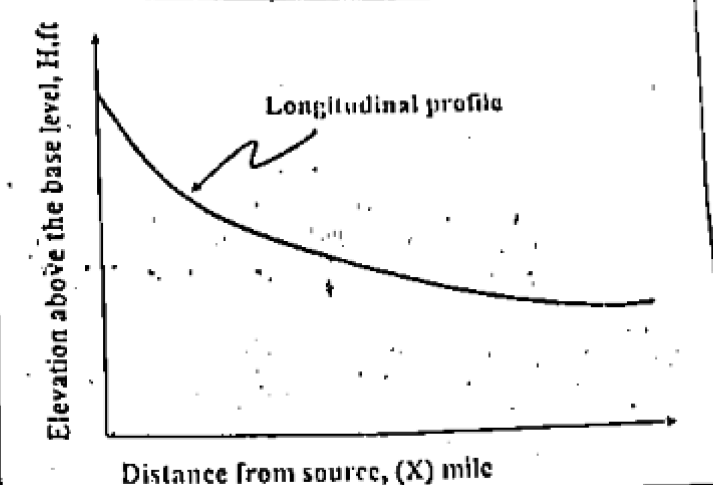 Elevation above the base level, H.ft
Longitudinal profile
Distance from source, (X) mile